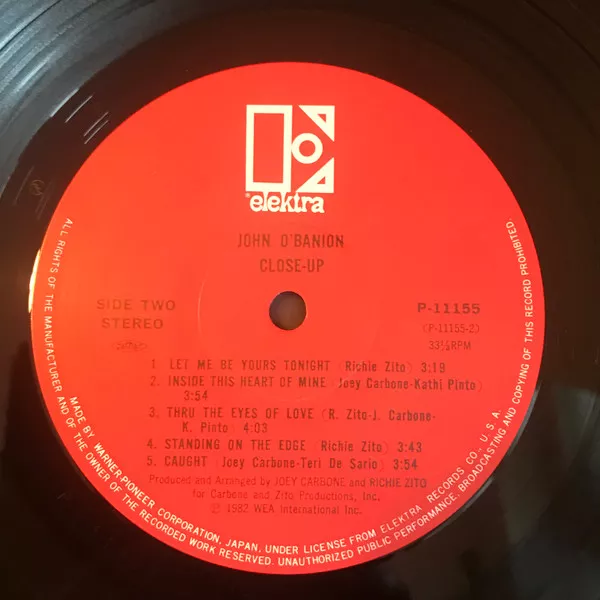 elektra
JOHN O'BANION
CLOSE-UP
SIDE TWO
STEREO
P-11155
(P-11155-2)
33⅓RPM
1. LET ME BE YOURS TONIGHT (Richie Zito) 3:19
2. INSIDE THIS HEART OF MINE (Joey Carbone-Kathi Pinto)
3:54
3. THRU THE EYES OF LOVE (R. Zito-J. Carbone-
K. Pinto) 4:03
4. STANDING ON THE EDGE (Richie Zito) 3:43
5. CAUGHT (Joey Carbone-Teri De Sario) 3:54
Produced and Arranged by JOEY CARBONE and RICHIE ZITO
for Carbone and Zito Productions, Inc.
℗ 1982 WEA International Inc.
ALL RIGHTS OF THE MANUFACTURER AND OF THE OWNER OF THE RECORDED WORK RESERVED. UNAUTHORIZED PUBLIC PERFORMANCE, BROADCASTING AND COPYING OF THIS RECORD PROHIBITED.
MADE BY WARNER-PIONEER CORPORATION, JAPAN, UNDER LICENSE FROM ELEKTRA RECORDS CO., U.S.A.